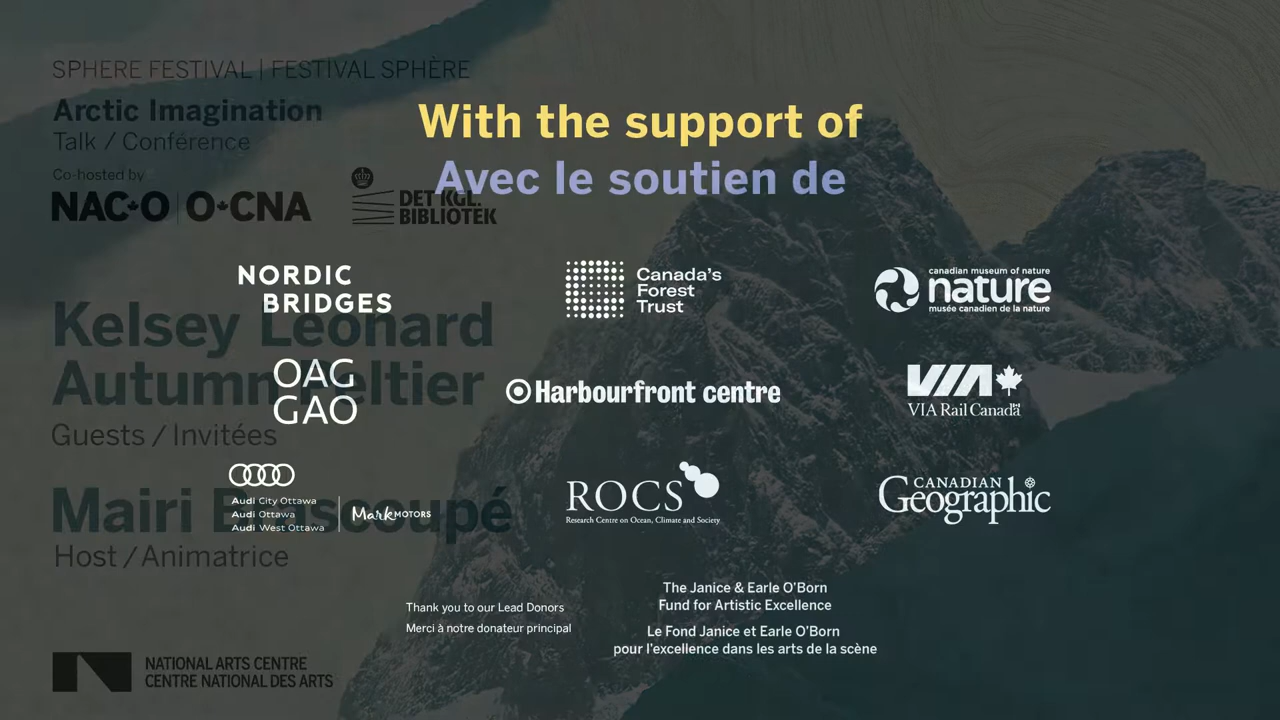 SPHERE FESTIVAL | FESTIVAL SPHÈRE
Arctic Imagination
Talk / Conférence
Co-hosted by
NAC O | O CNA
DET KGL.
BIBLIOTEK
With the support of
Avec le soutien de
NORDIC
BRIDGES
Canada's
Forest
Trust
canadian museum of nature
nature
musée canadien de la nature
Kelsey Leonard
Autumn Peltier
Guests / Invitées
OAG
GAO
Harbourfront centre
VIA
VIA Rail Canada
Audi City Ottawa
Audi Ottawa
Audi West Ottawa
Mark MOTORS
ROCS
Research Centre on Ocean, Climate and Society
CANADIAN
Geographic
Mairi
Host / Animatrice
Thank you to our Lead Donors
Merci à notre donateur principal
The Janice & Earle O'Born
Fund for Artistic Excellence
Le Fond Janice et Earle O'Born
pour l'excellence dans les arts de la scène
NATIONAL ARTS CENTRE
CENTRE NATIONAL DES ARTS